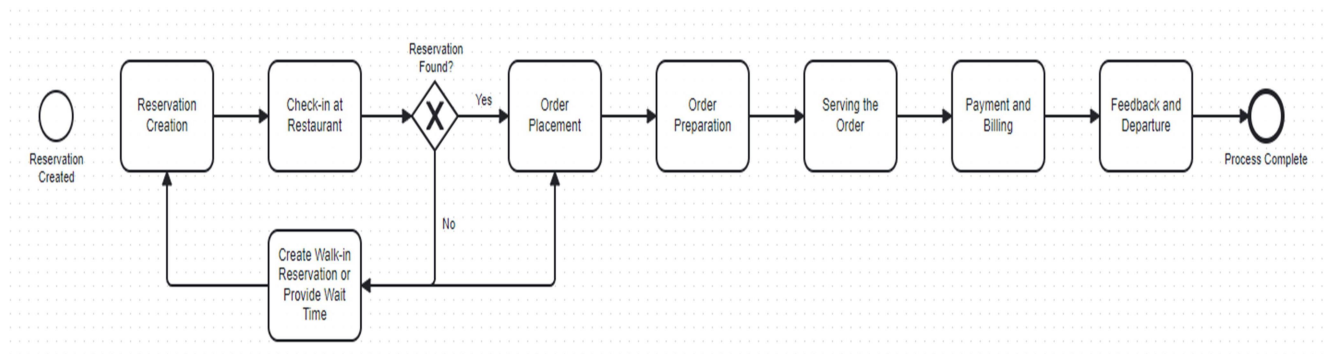 Reservation
Created
Reservation
Creation
Check-in at
Restaurant
Reservation
Found?
Yes
No
Create Walk-in
Reservation or
Provide Wait
Time
Order
Placement
Order
Preparation
Serving the
Order
Payment and
Billing
Feedback and
Departure
Process Complete